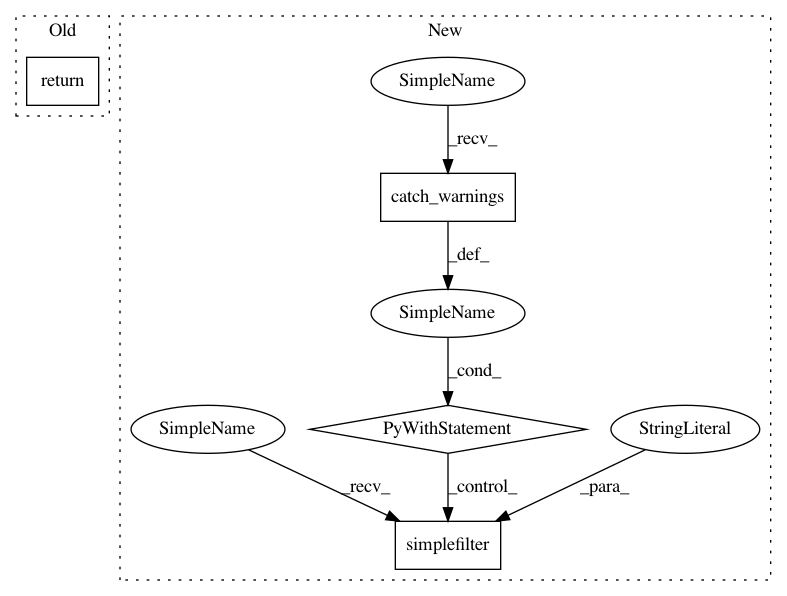 Old
New
return
SimpleName
_recv_
catch_warnings
_def_
SimpleName
_cond_
SimpleName
PyWithStatement
StringLiteral
_recv_
_control_
_para_
simplefilter